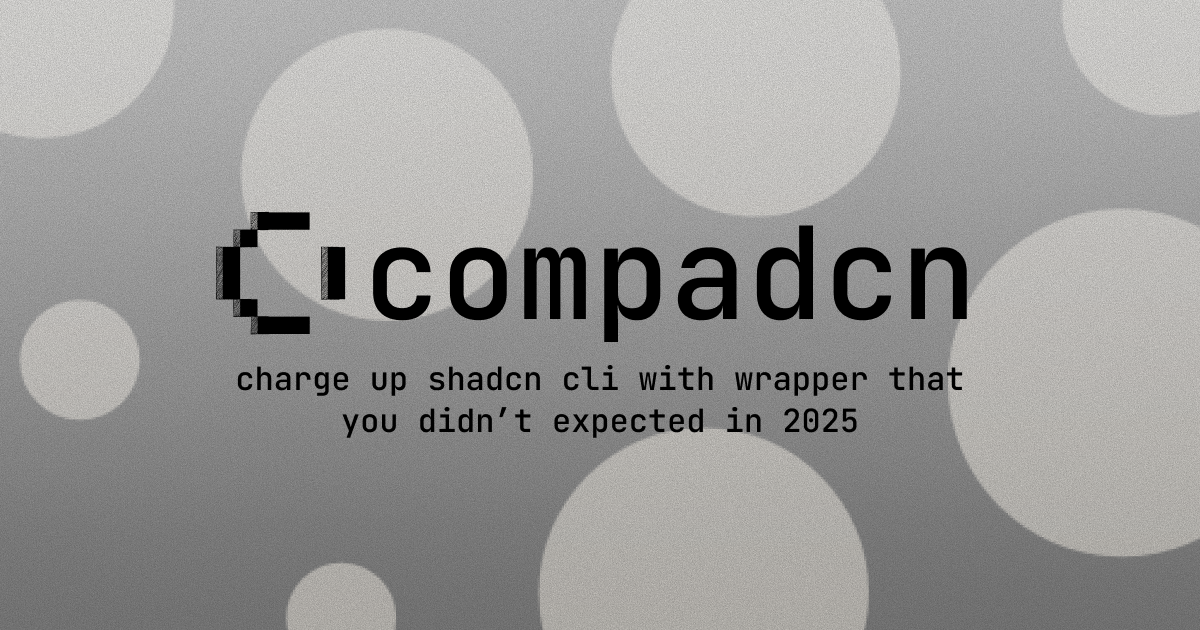 compadcn
charge up shadcn cli with wrapper that
you didn’t expected in 2025